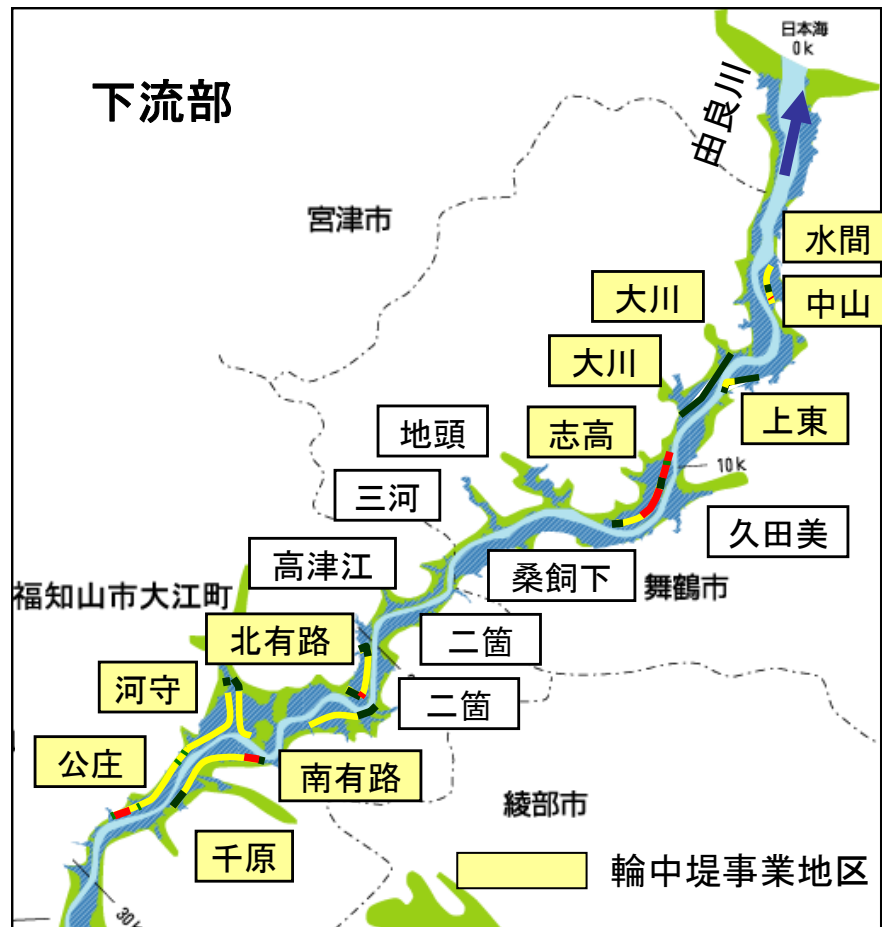 日本海
0k
下流部
由良川
宮津市
水間
大川
中山
大川
上東
地頭
志高
10k
三河
久田美
高津江
桑飼下
舞鶴市
福知山市大江町
北有路
二箇
河守
二箇
公庄
南有路
綾部市
千原
輪中堤事業地区
30k